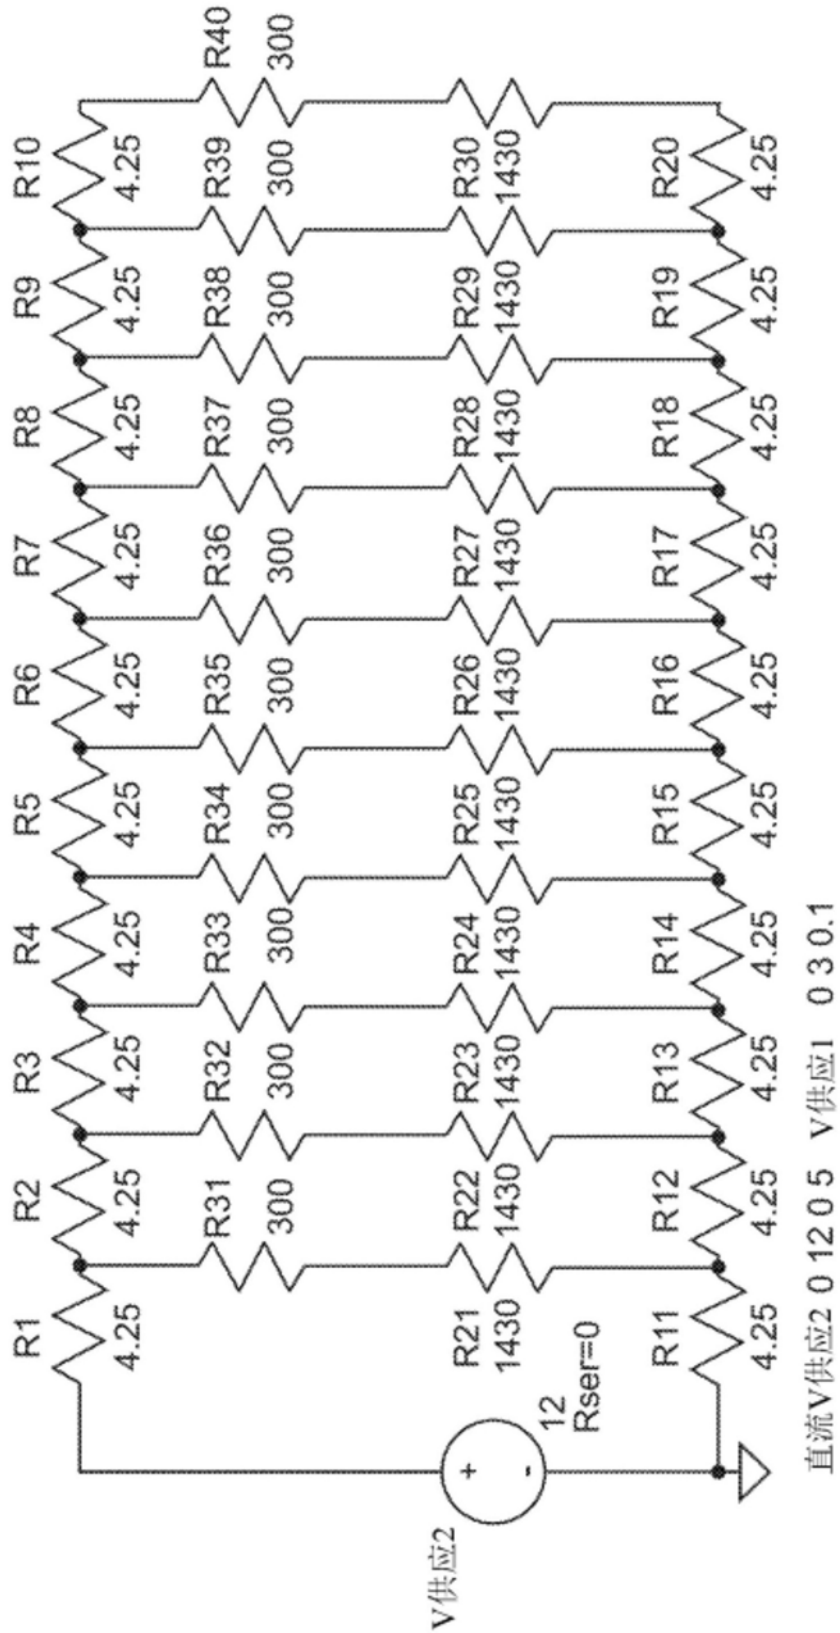 R1 R2 R3 R4 R5 R6 R7 R8 R9 R10
4.25 4.25 4.25 4.25 4.25 4.25 4.25 4.25 4.25 4.25
R31 R32 R33 R34 R35 R36 R37 R38 R39 R40
300 300 300 300 300 300 300 300 300 300
V供应2
+
-
R21 R22 R23 R24 R25 R26 R27 R28 R29 R30
1430 1430 1430 1430 1430 1430 1430 1430 1430 1430
12
Rser=0
R11 R12 R13 R14 R15 R16 R17 R18 R19 R20
4.25 4.25 4.25 4.25 4.25 4.25 4.25 4.25 4.25 4.25
直流V供应2 0 12 0 5 V供应1 0 3 0.1